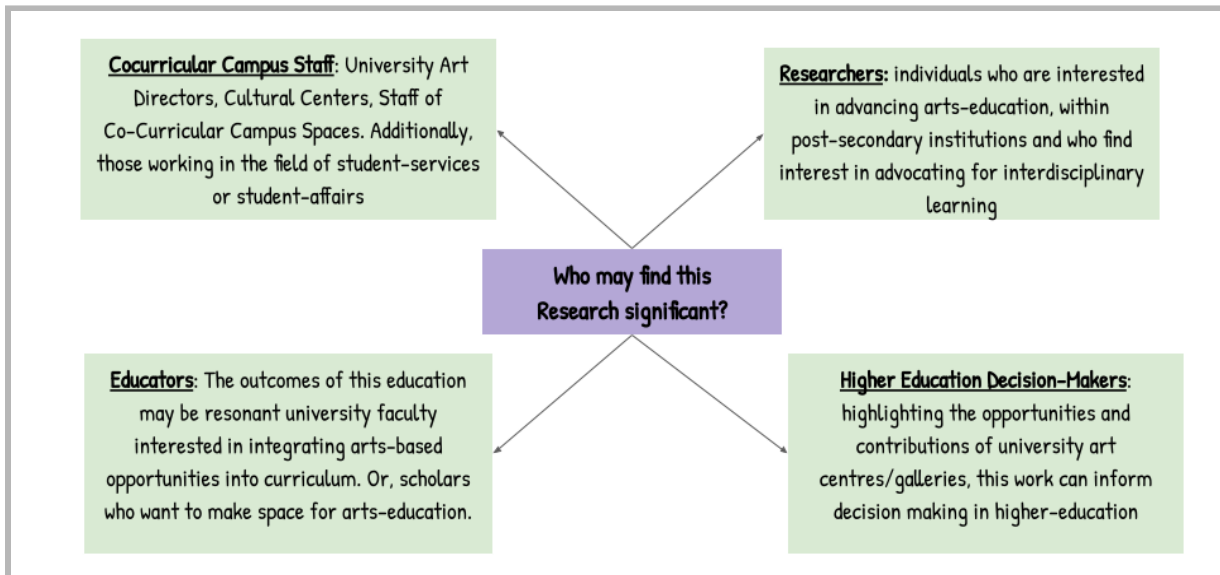 Cocurricular Campus Staff: University Art
Directors, Cultural Centers, Staff of
Co-Curricular Campus Spaces. Additionally,
those working in the field of student-services
or student-affairs
Researchers: individuals who are interested
in advancing arts-education, within
post-secondary institutions and who find
interest in advocating for interdisciplinary
learning
Who may find this
Research significant?
Educators: The outcomes of this education
may be resonant university faculty
interested in integrating arts-based
opportunities into curriculum. Or, scholars
who want to make space for arts-education.
Higher Education Decision-Makers:
highlighting the opportunities and
contributions of university art
centres/galleries, this work can inform
decision making in higher-education